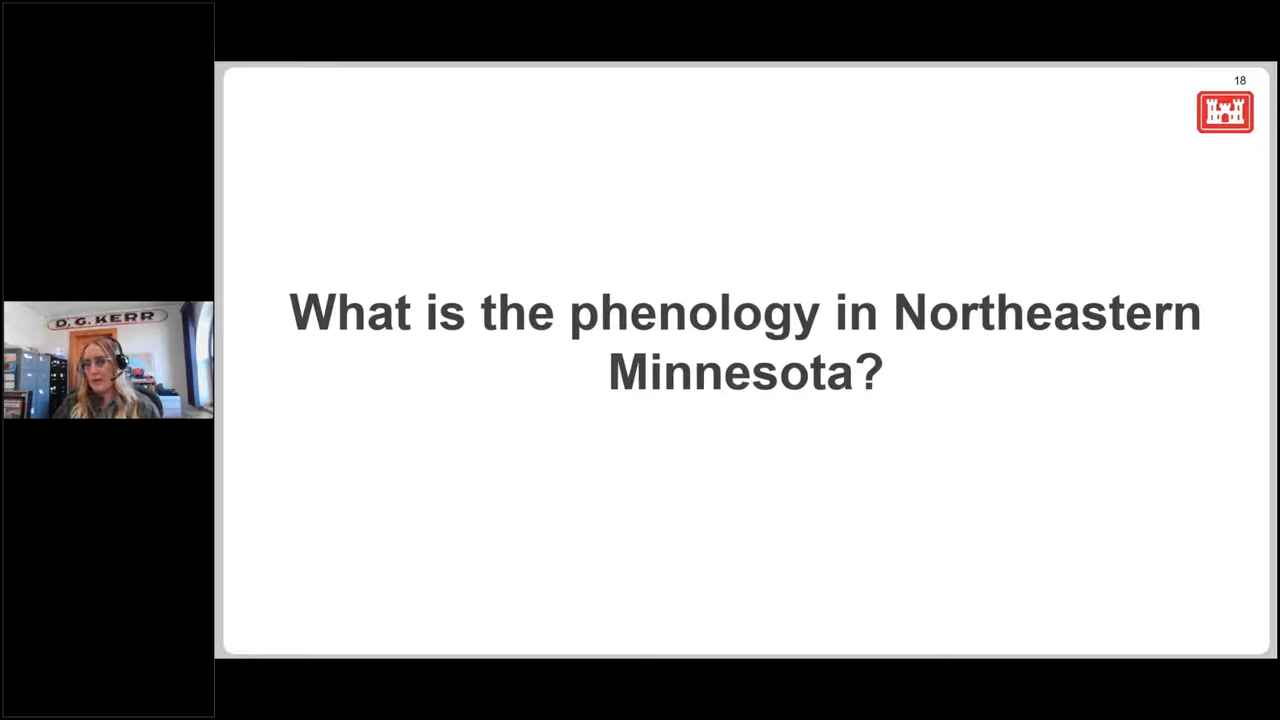 18
What is the phenology in Northeastern
Minnesota?
D. G. KERR